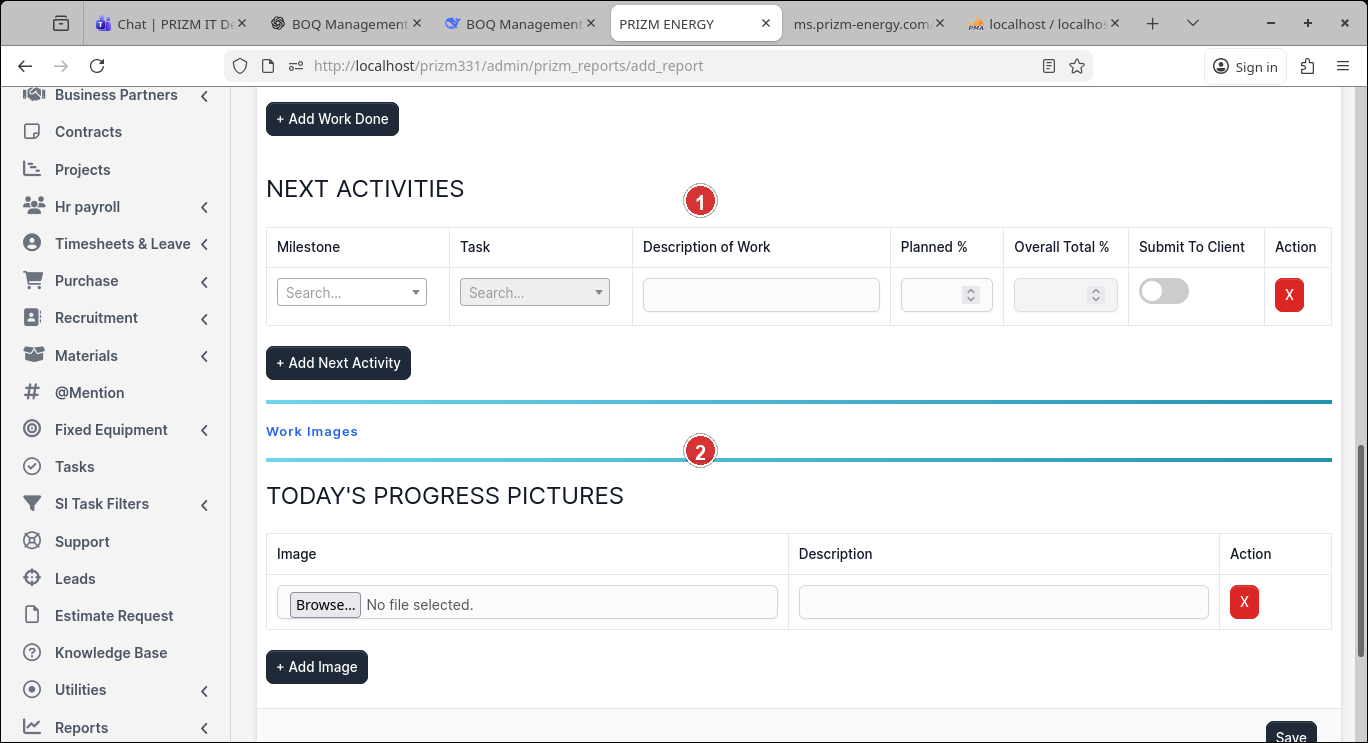 Chat | PRIZM IT De
BOQ Management
BOQ Management
PRIZM ENERGY
ms.prizm-energy.com/
PMA
localhost / localhos
http://localhost/prizm331/admin/prizm_reports/add_report
Sign in
Business Partners
Contracts
Projects
Hr payroll
Timesheets & Leave
Purchase
Recruitment
Materials
@Mention
Fixed Equipment
Tasks
SI Task Filters
Support
Leads
Estimate Request
Knowledge Base
Utilities
Reports
+ Add Work Done
NEXT ACTIVITIES
1
Milestone Task Description of Work Planned % Overall Total % Submit To Client Action
Search... Search... X
+ Add Next Activity
Work Images
2
TODAY'S PROGRESS PICTURES
Image Description Action
Browse... No file selected. X
+ Add Image
Save